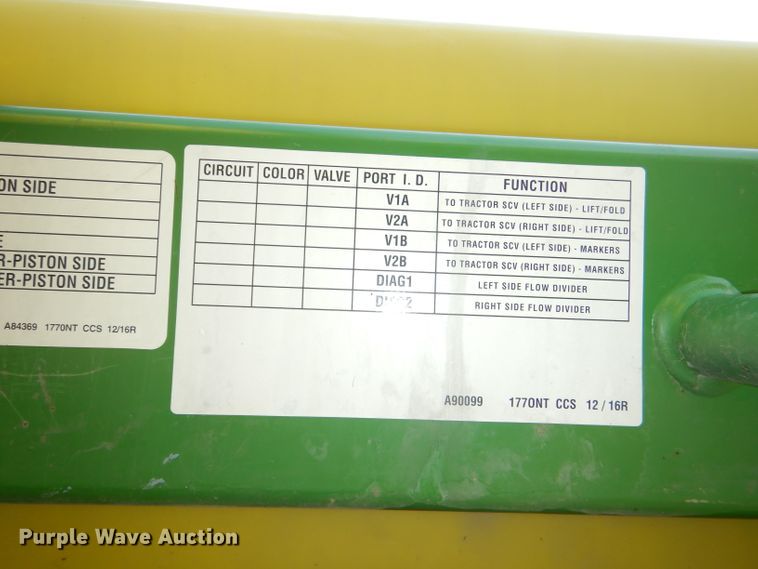 ON SIDE
E
ER-PISTON SIDE
ER-PISTON SIDE
A84369 1770NT CCS 12/16R
CIRCUIT COLOR VALVE PORT I. D. FUNCTION
V1A TO TRACTOR SCV (LEFT SIDE) - LIFT/FOLD
V2A TO TRACTOR SCV (RIGHT SIDE) - LIFT/FOLD
V1B TO TRACTOR SCV (LEFT SIDE) - MARKERS
V2B TO TRACTOR SCV (RIGHT SIDE) - MARKERS
DIAG1 LEFT SIDE FLOW DIVIDER
DIAG2 RIGHT SIDE FLOW DIVIDER
A90099 1770NT CCS 12/16R
Purple Wave Auction